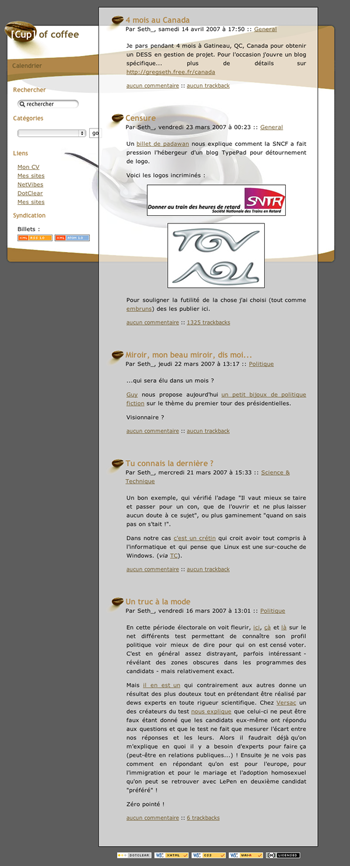 [Cup] of coffee
Calendrier
Rechercher
rechercher
Catégories
go
Liens
Mon CV
Mes sites
NetVibes
DotClear
Mes sites
Syndication
Billets :
4 mois au Canada
Par Seth_, samedi 14 avril 2007 à 17:50 :: General
Je pars pendant 4 mois à Gatineau, QC, Canada pour obtenir
un DESS en gestion de projet. Pour l'occasion j'ouvre un blog
spécifique... plus de détails sur
http://gregseth.free.fr/canada
aucun commentaire :: aucun trackback
Censure
Par Seth_, vendredi 23 mars 2007 à 00:23 :: General
Un billet de padawan nous explique comment la SNCF a fait
pression l'hébergeur d'un blog TypePad pour détournement
de logo.
Voici les logos incriminés :
Donner au train des heures de retard
SNTR
Société Nationale des Trains en Retard
TGV
Pour souligner la futilité de la chose j'ai choisi (tout comme
embruns) des les publier ici.
aucun commentaire :: 1325 trackbacks
Miroir, mon beau miroir, dis moi...
Par Seth_, jeudi 22 mars 2007 à 13:17 :: Politique
...qui sera élu dans un mois ?
Guy nous propose aujourd'hui un petit bijoux de politique
fiction sur le thème du premier tour des présidentielles.
Visionnaire ?
aucun commentaire :: aucun trackback
Tu connais la dernière ?
Par Seth_, mercredi 21 mars 2007 à 15:33 :: Science &
Technique
Un bon exemple, qui vérifié l'adage "Il vaut mieux se taire
et passer pour un con, que de l'ouvrir et ne plus laisser
aucun doute à ce sujet", ou plus gaminement "quand on sais
pas on s'tait !".
Dans notre cas c'est un crétin qui croit avoir tout compris à
l'informatique et qui pense que Linux est une sur-couche de
Windows. (via TC).
aucun commentaire :: aucun trackback
Un truc à la mode
Par Seth_, vendredi 16 mars 2007 à 13:01 :: Politique
En cette période électorale on voit fleurir, ici, çà et là sur le
net différents test permettant de connaître son profil
politique voir mieux de dire pour qui on est censé voter.
C'est en général assez distrayant, parfois intéressant -
révélant des zones obscures dans les programmes des
candidats - mais relativement exact.
Mais il en est un qui contrairement aux autres donne un
résultat des plus douteux tout en prétendant être réalisé par
dews experts en toute rigueur scientifique. Chez Versac un
des créateurs du test nous explique que celui-ci ne peut être
faux étant donné que les candidats eux-même ont répondu
aux questions et que le test ne fait que mesurer l'écart entre
nos réponses et les leurs. Alors il faudrait déjà qu'on
m'explique en quoi il y a besoin d'experts pour faire ça
(peut-être en relations publiques...) ! Ensuite je ne vois pas
comment en répondant qu'on est pour l'europe, pour
l'immigration et pour le mariage et l'adoption homosexuel
qu'on peut se retrouver avec LePen en deuxième candidat
"préféré" !
Zéro pointé !
aucun commentaire :: 6 trackbacks